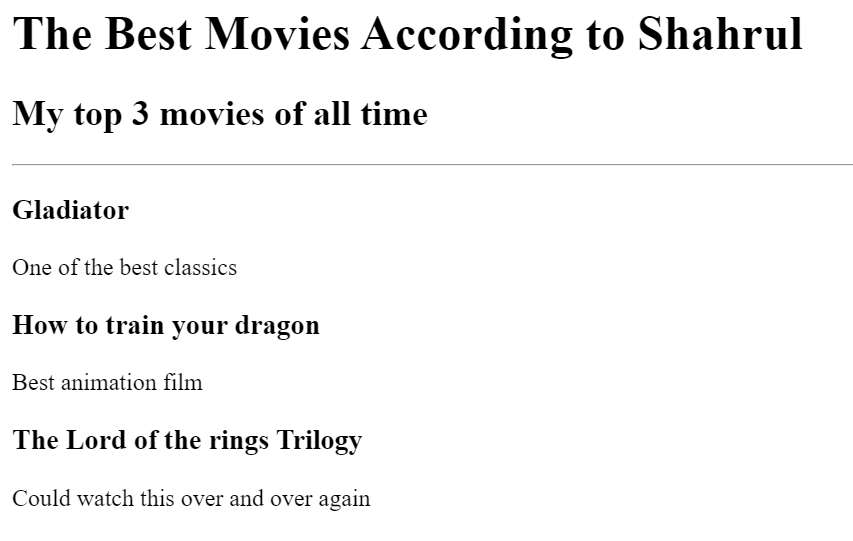 The Best Movies According to Shahrul
My top 3 movies of all time
Gladiator
One of the best classics
How to train your dragon
Best animation film
The Lord of the rings Trilogy
Could watch this over and over again